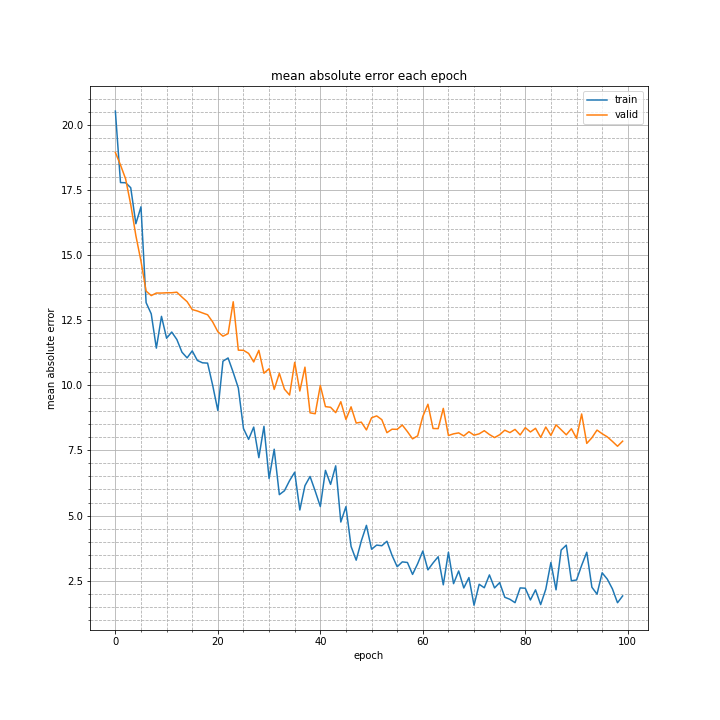 mean absolute error each epoch
train
valid
20.0
17.5
15.0
12.5
10.0
7.5
5.0
2.5
mean absolute error
0 20 40 60 80 100
epoch